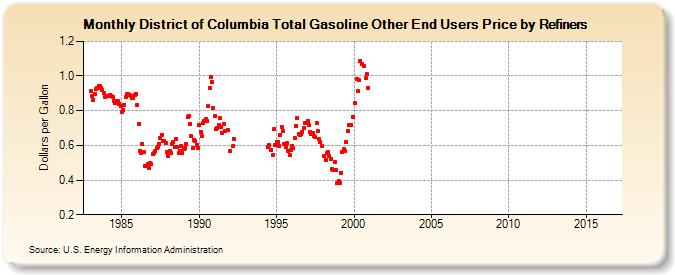 Monthly District of Columbia Total Gasoline Other End Users Price by Refiners
Dollars per Gallon
1.2
1.0
0.8
0.6
0.4
0.2
1985 1990 1995 2000 2005 2010 2015
Source: U.S. Energy Information Administration